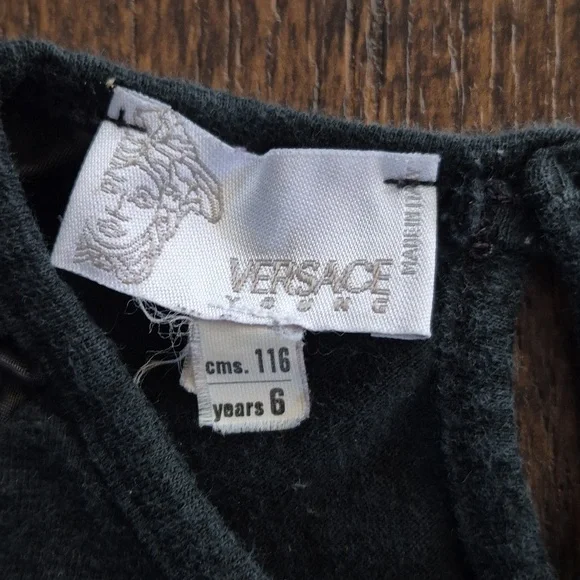 VERSACE
YOUNG
MADE IN ITALY
cms. 116
years 6